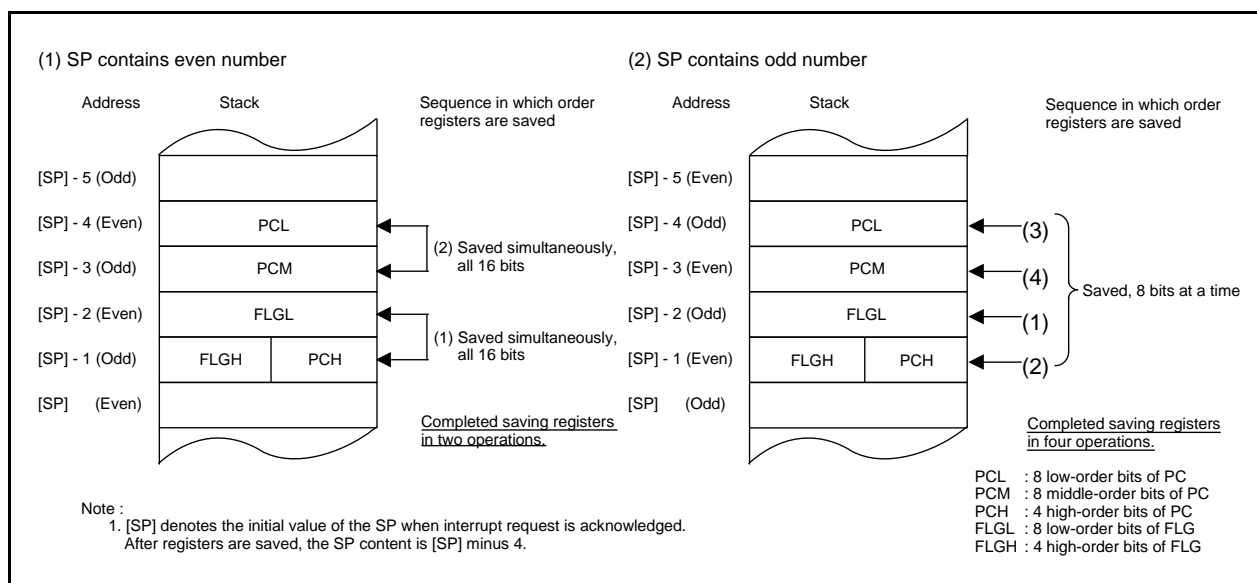 (1) SP contains even number
Address
Stack
Sequence in which order
registers are saved
[SP] - 5 (Odd)
[SP] - 4 (Even)
PCL
[SP] - 3 (Odd)
PCM
(2) Saved simultaneously,
all 16 bits
[SP] - 2 (Even)
FLGL
[SP] - 1 (Odd)
FLGH
PCH
(1) Saved simultaneously,
all 16 bits
[SP] (Even)
Completed saving registers
in two operations.
(2) SP contains odd number
Address
Stack
Sequence in which order
registers are saved
[SP] - 5 (Even)
[SP] - 4 (Odd)
PCL
(3)
[SP] - 3 (Even)
PCM
(4)
Saved, 8 bits at a time
[SP] - 2 (Odd)
FLGL
(1)
[SP] - 1 (Even)
FLGH
PCH
(2)
[SP] (Odd)
Completed saving registers
in four operations.
PCL : 8 low-order bits of PC
PCM : 8 middle-order bits of PC
PCH : 4 high-order bits of PC
FLGL : 8 low-order bits of FLG
FLGH : 4 high-order bits of FLG
Note :
1. [SP] denotes the initial value of the SP when interrupt request is acknowledged.
After registers are saved, the SP content is [SP] minus 4.